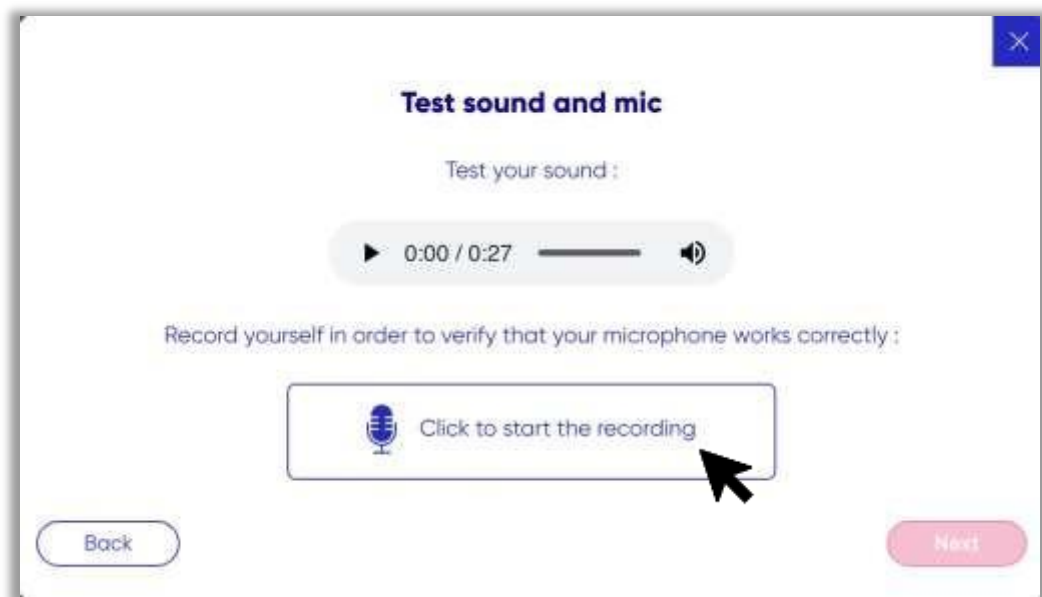 Test sound and mic
Test your sound :
0:00 / 0:27
Record yourself in order to verify that your microphone works correctly :
Click to start the recording
Back
Next